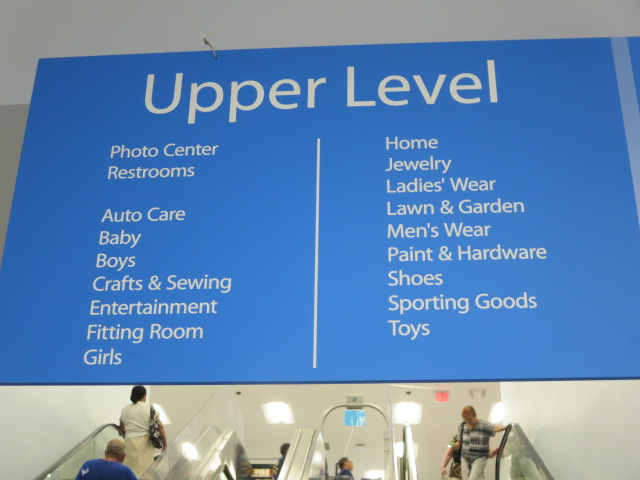 Upper Level
Photo Center
Restrooms
Auto Care
Baby
Boys
Crafts & Sewing
Entertainment
Fitting Room
Girls
Home
Jewelry
Ladies' Wear
Lawn & Garden
Men's Wear
Paint & Hardware
Shoes
Sporting Goods
Toys